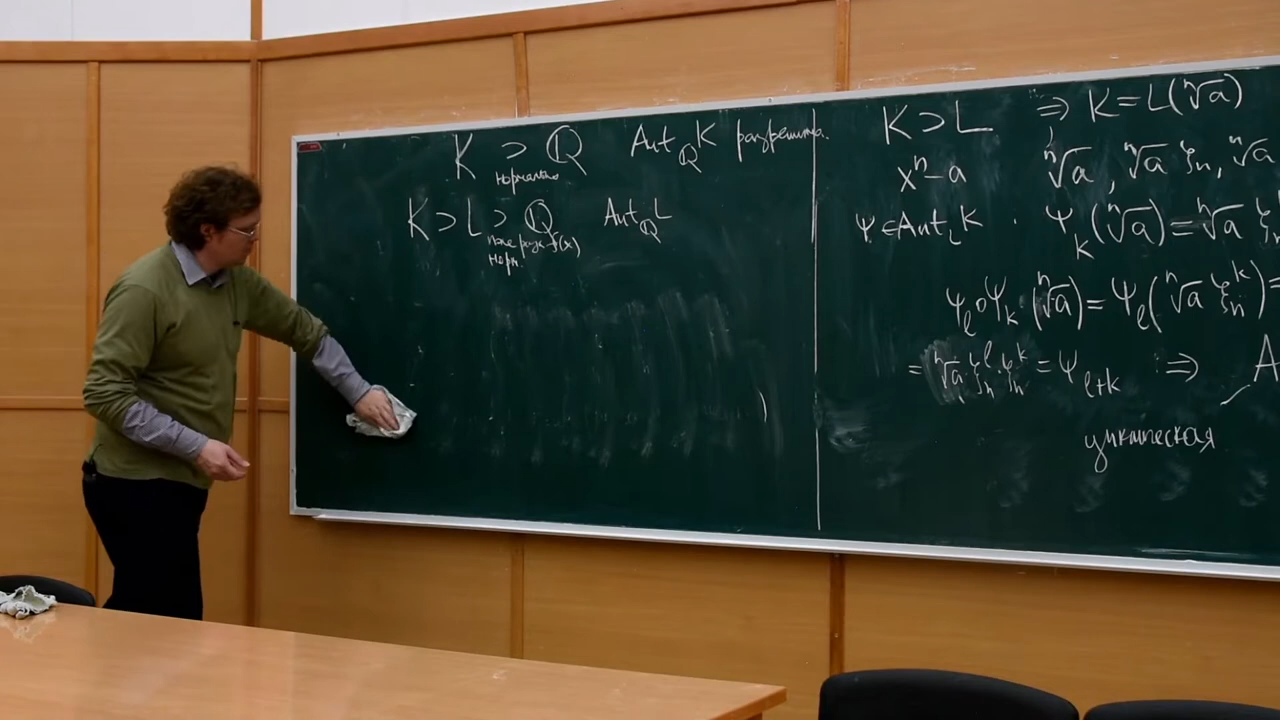 K ⊃ ℚ Aut_ℚ K разрешима.
нормально
K ⊃ L ⊃ ℚ Aut_ℚ L
поле разл f(x)
норм.
K ⊃ L ⇒ K = L(ⁿ√a)
xⁿ - a ⁿ√a, ⁿ√a ξₙ, ⁿ√a
Ψ ∈ Aut_L K . Ψ_k(ⁿ√a) = ⁿ√a ξₙ
Ψ_ℓ ∘ Ψ_k (ⁿ√a) = Ψ_ℓ(ⁿ√a ξₙᵏ) =
= ⁿ√a ξₙˡ · ξₙᵏ = Ψ_{ℓ+k} ⇒ A
циклическая